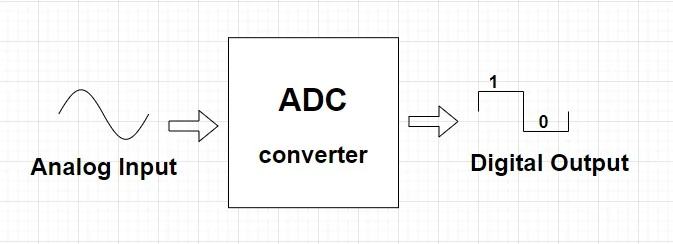 ADC
converter
Analog Input
1
0
Digital Output